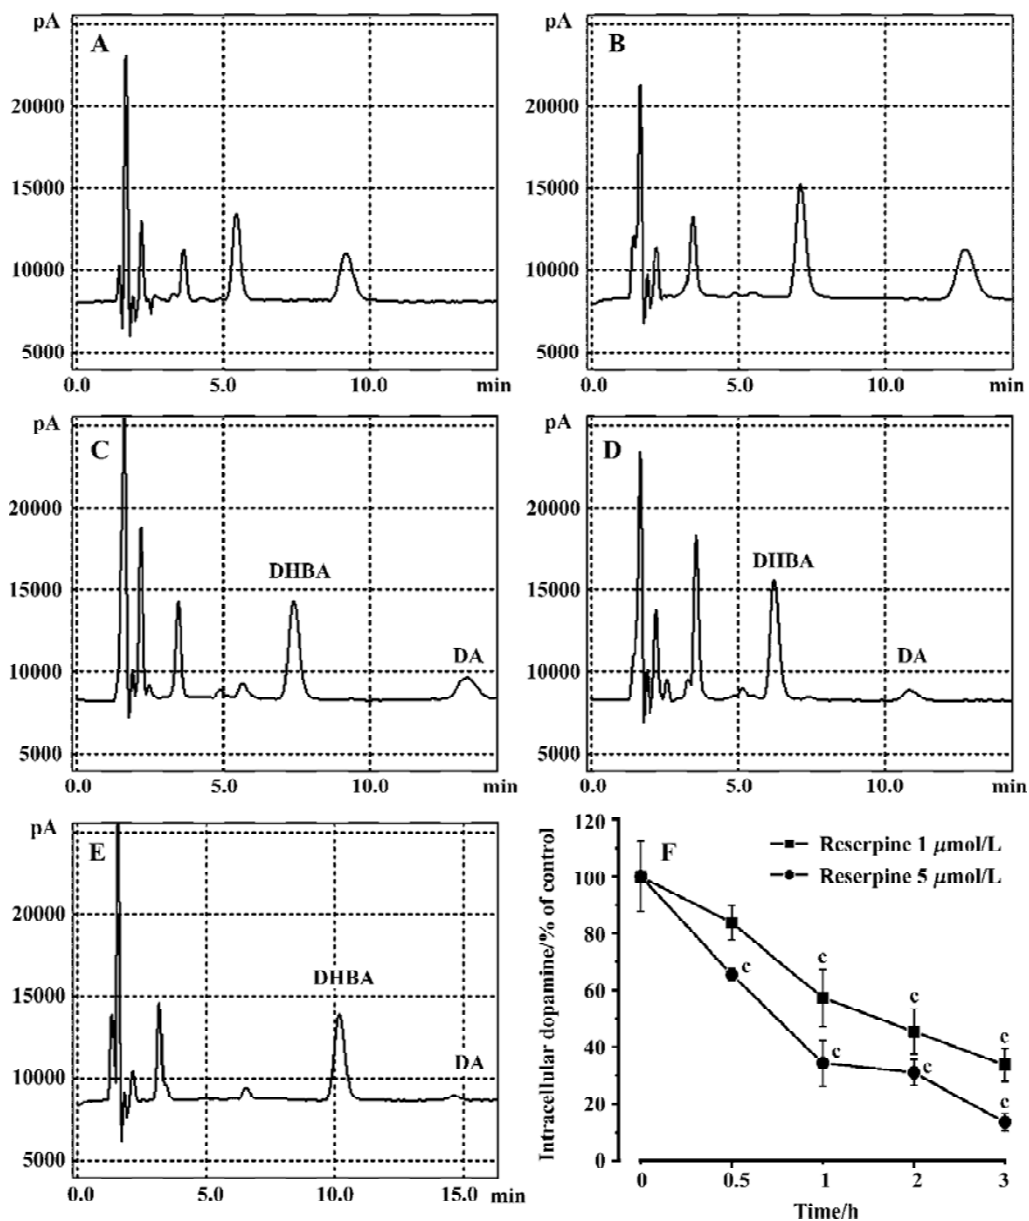 pA
A
20000
15000
10000
5000
0.0 5.0 10.0 min
pA
B
20000
15000
10000
5000
0.0 5.0 10.0 min
pA
C
20000
15000
10000
5000
DHBA
DA
0.0 5.0 10.0 min
pA
D
20000
15000
10000
5000
DHBA
DA
0.0 5.0 10.0 min
pA
E
20000
15000
10000
5000
DHBA
DA
0.0 5.0 10.0 15.0 min
F
Reserpine 1 μmol/L
Reserpine 5 μmol/L
Intracellular dopamine/% of control
120
100
80
60
40
20
0
c
c
c
c
c
c
c
0 0.5 1 2 3
Time/h